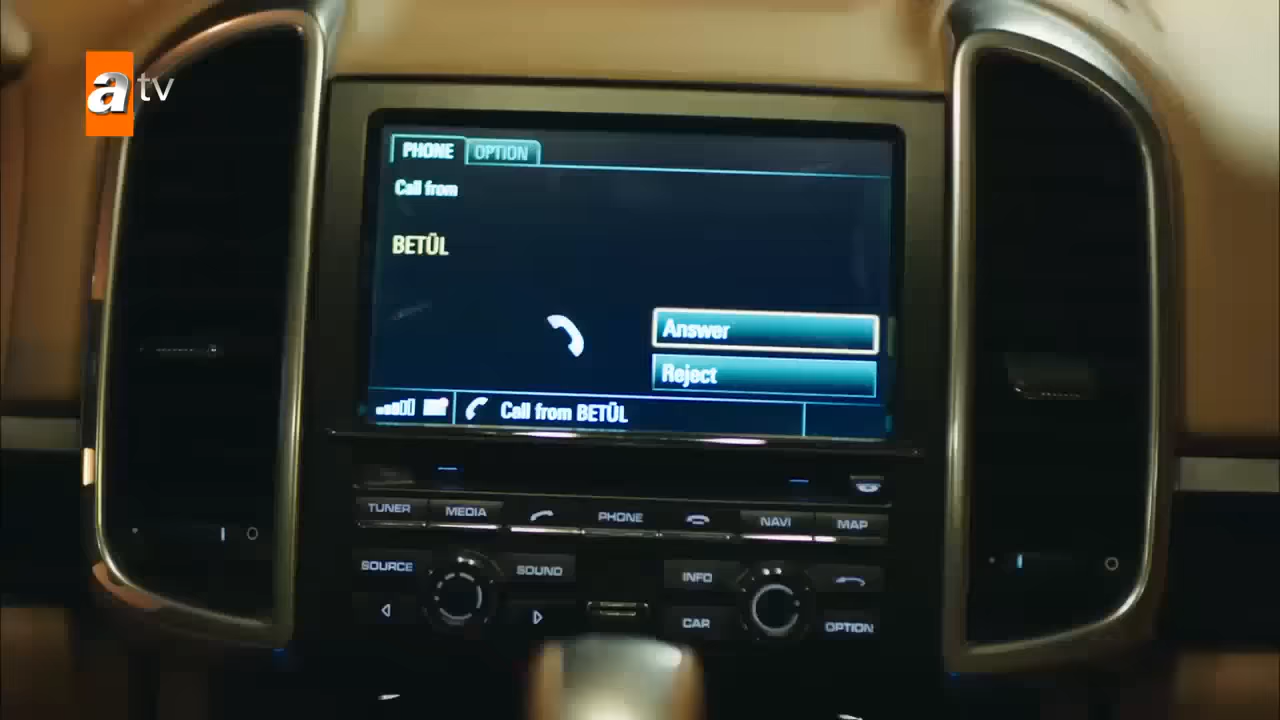 a tv
PHONE OPTION
Call from
BETÜL
Answer
Reject
Call from BETÜL
TUNER MEDIA PHONE NAVI MAP
SOURCE SOUND INFO
CAR OPTION